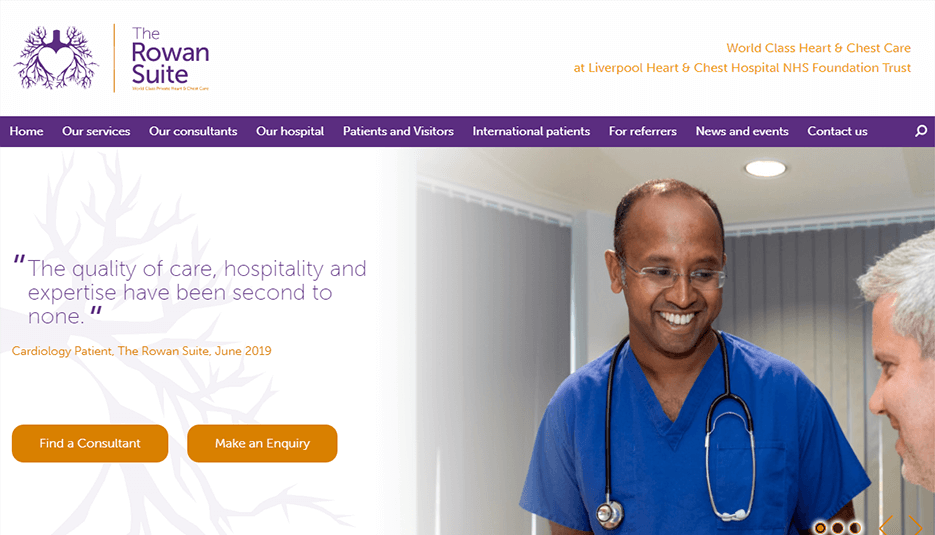 The
Rowan
Suite
World Class Private Heart & Chest Care
World Class Heart & Chest Care
at Liverpool Heart & Chest Hospital NHS Foundation Trust
Home Our services Our consultants Our hospital Patients and Visitors International patients For referrers News and events Contact us
"The quality of care, hospitality and
expertise have been second to
none."
Cardiology Patient, The Rowan Suite, June 2019
Find a Consultant Make an Enquiry